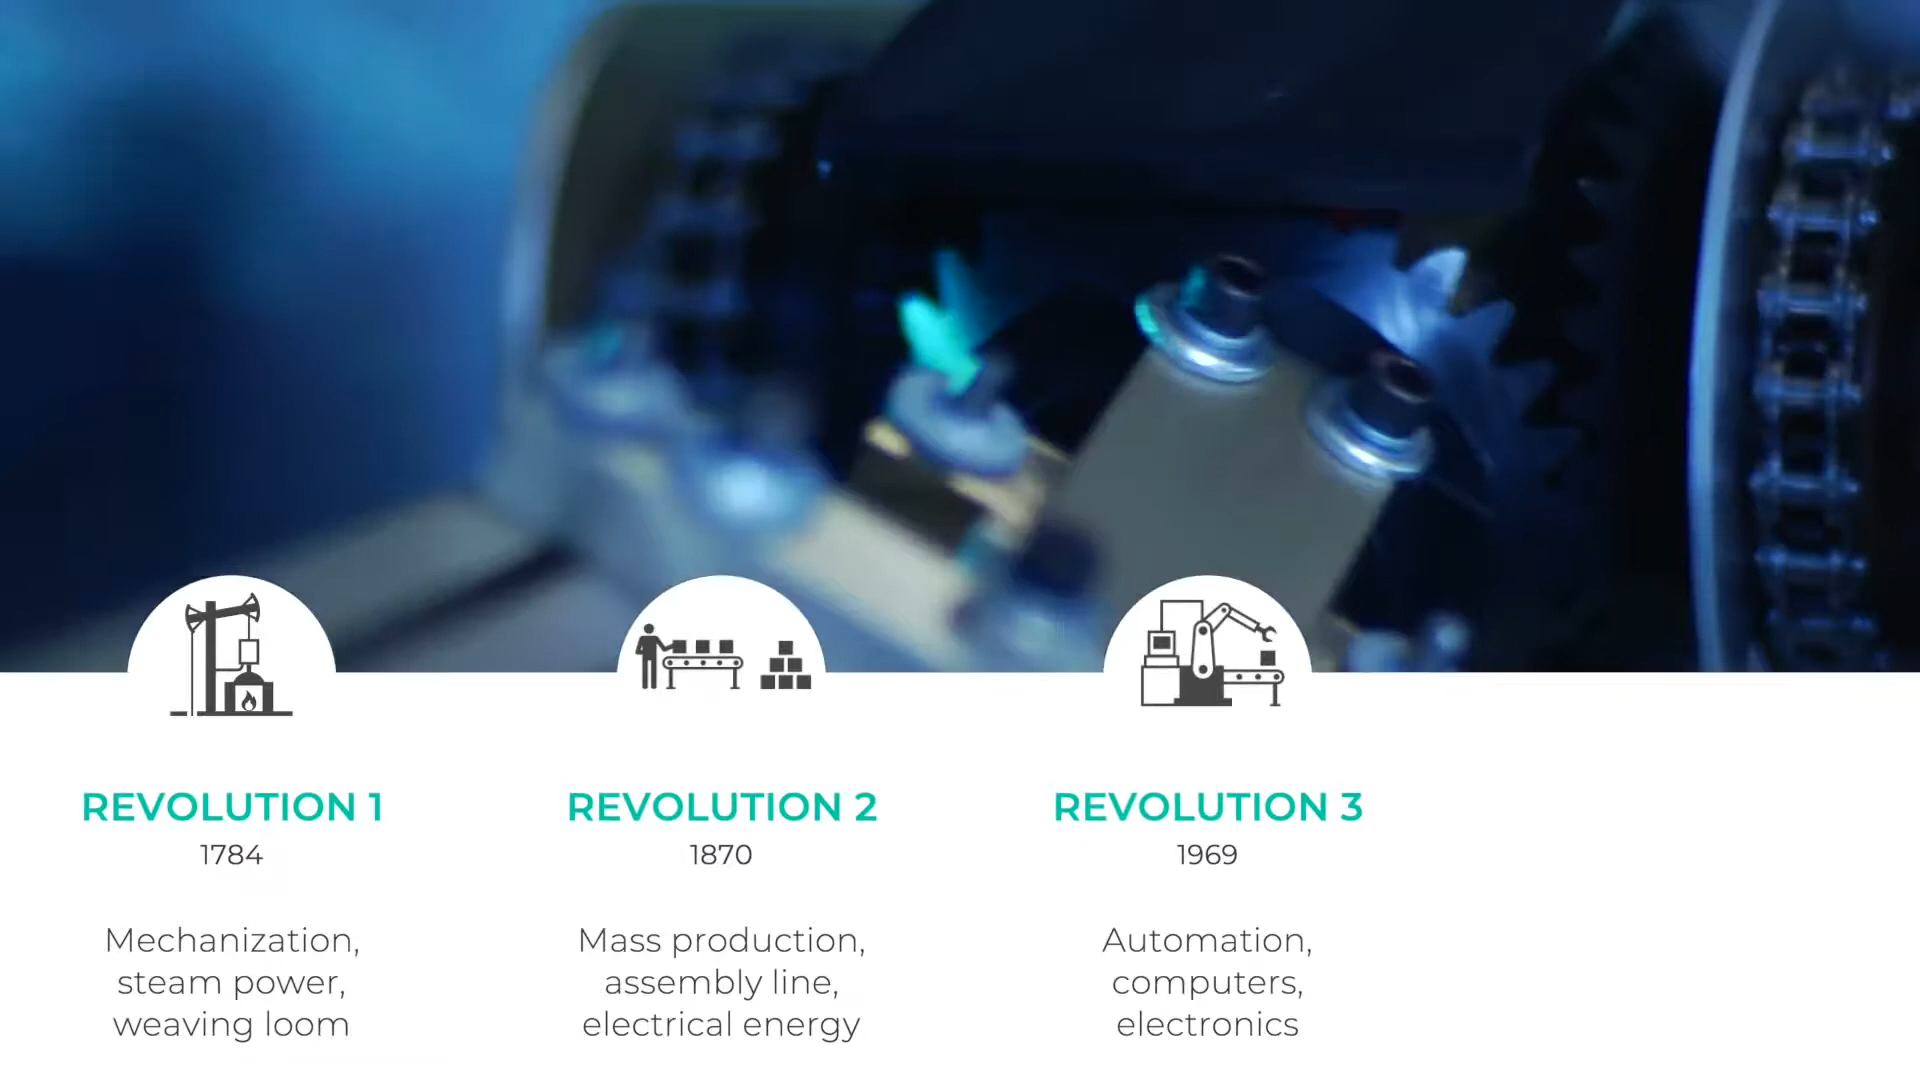 REVOLUTION 1
1784
Mechanization,
steam power,
weaving loom
REVOLUTION 2
1870
Mass production,
assembly line,
electrical energy
REVOLUTION 3
1969
Automation,
computers,
electronics